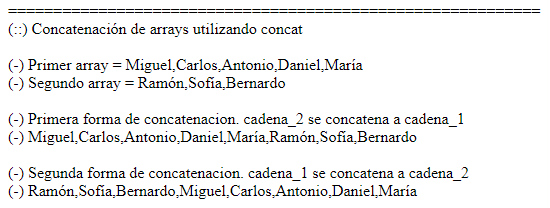 ============================================================
(::) Concatenación de arrays utilizando concat
(-) Primer array = Miguel,Carlos,Antonio,Daniel,María
(-) Segundo array = Ramón,Sofía,Bernardo
(-) Primera forma de concatenacion. cadena_2 se concatena a cadena_1
(-) Miguel,Carlos,Antonio,Daniel,María,Ramón,Sofía,Bernardo
(-) Segunda forma de concatenacion. cadena_1 se concatena a cadena_2
(-) Ramón,Sofía,Bernardo,Miguel,Carlos,Antonio,Daniel,María